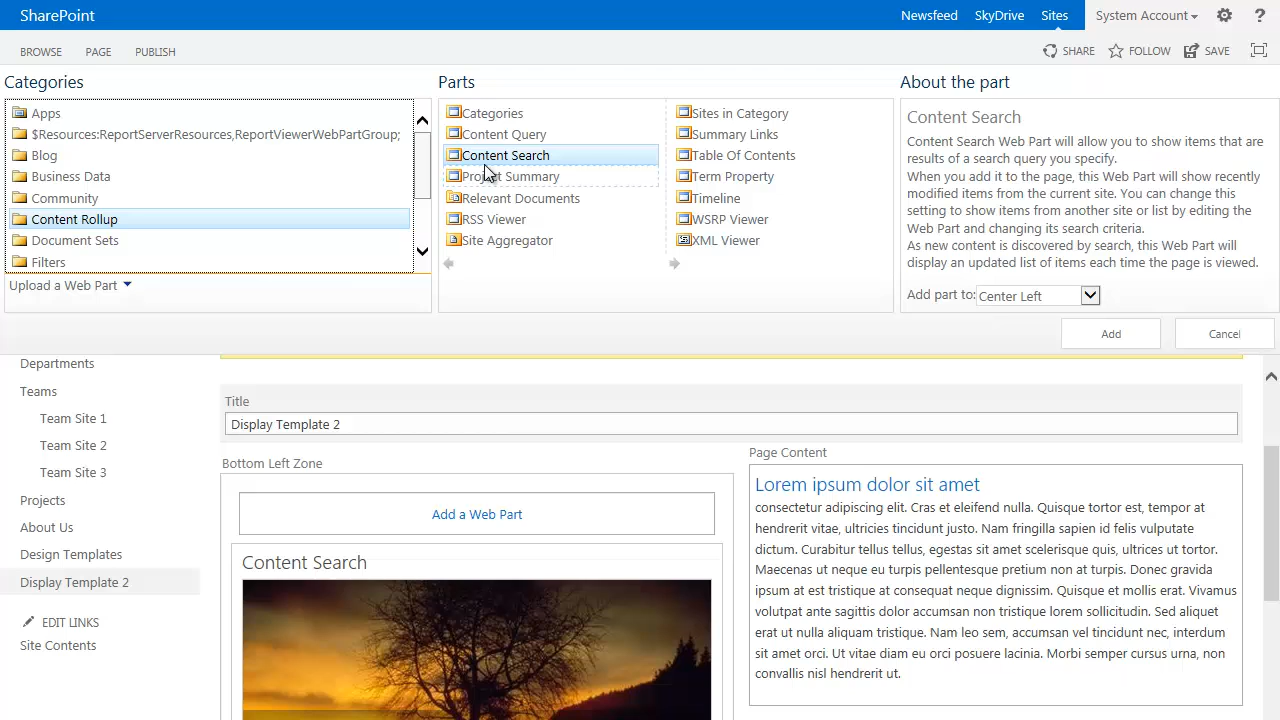 SharePoint
Newsfeed
SkyDrive
Sites
System Account
?
BROWSE
PAGE
PUBLISH
SHARE
FOLLOW
SAVE
Categories
Apps
$Resources:ReportServerResources,ReportViewerWebPartGroup;
Blog
Business Data
Community
Content Rollup
Document Sets
Filters
Upload a Web Part
Parts
Categories
Content Query
Content Search
Project Summary
Relevant Documents
RSS Viewer
Site Aggregator
Sites in Category
Summary Links
Table Of Contents
Term Property
Timeline
WSRP Viewer
XML Viewer
About the part
Content Search
Content Search Web Part will allow you to show items that are
results of a search query you specify.
When you add it to the page, this Web Part will show recently
modified items from the current site. You can change this
setting to show items from another site or list by editing the
Web Part and changing its search criteria.
As new content is discovered by search, this Web Part will
display an updated list of items each time the page is viewed.
Add part to: Center Left
Add
Cancel
Departments
Teams
Team Site 1
Team Site 2
Team Site 3
Projects
About Us
Design Templates
Display Template 2
EDIT LINKS
Site Contents
Title
Display Template 2
Bottom Left Zone
Add a Web Part
Content Search
Page Content
Lorem ipsum dolor sit amet
consectetur adipiscing elit. Cras et eleifend nulla. Quisque tortor est, tempor at
hendrerit vitae, ultricies tincidunt justo. Nam fringilla sapien id felis vulputate
dictum. Curabitur tellus tellus, egestas sit amet scelerisque quis, ultrices ut tortor.
Maecenas ut neque eu turpis pellentesque pretium non at turpis. Donec gravida
ipsum at est tristique at consequat neque dignissim. Quisque et mollis erat. Vivamus
volutpat ante sagittis dolor accumsan non tristique lorem sollicitudin. Sed aliquet
erat ut nulla aliquam tristique. Nam leo sem, accumsan vel tincidunt nec, interdum
sit amet orci. Ut vitae diam eu orci posuere lacinia. Morbi semper cursus urna, non
convallis nisl hendrerit ut.